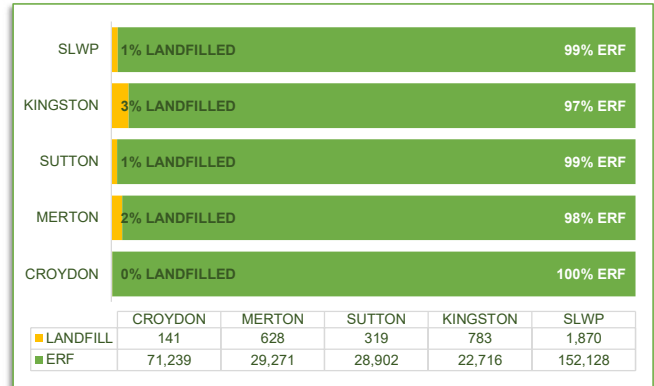 SLWP 1% LANDFILLED 99% ERF
KINGSTON 3% LANDFILLED 97% ERF
SUTTON 1% LANDFILLED 99% ERF
MERTON 2% LANDFILLED 98% ERF
CROYDON 0% LANDFILLED 100% ERF
CROYDON MERTON SUTTON KINGSTON SLWP
LANDFILL 141 628 319 783 1,870
ERF 71,239 29,271 28,902 22,716 152,128